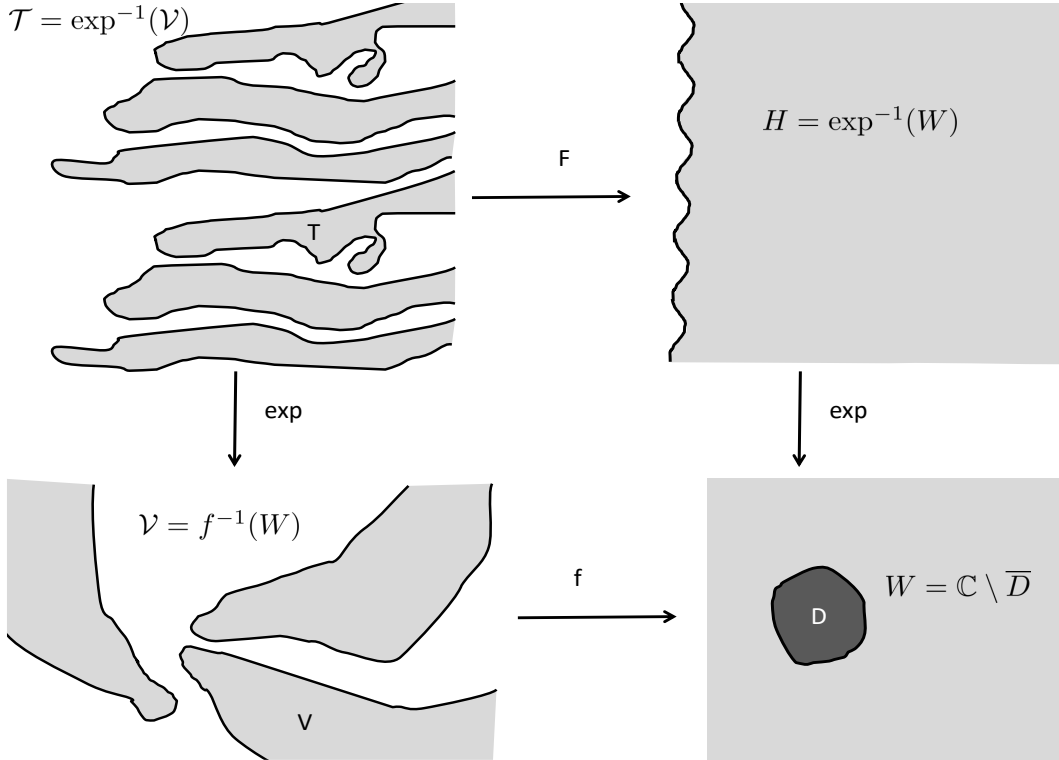 𝒯 = exp⁻¹(𝒱)
H = exp⁻¹(W)
F
T
exp
exp
𝒱 = f⁻¹(W)
f
W = ℂ \ D̅
D
V